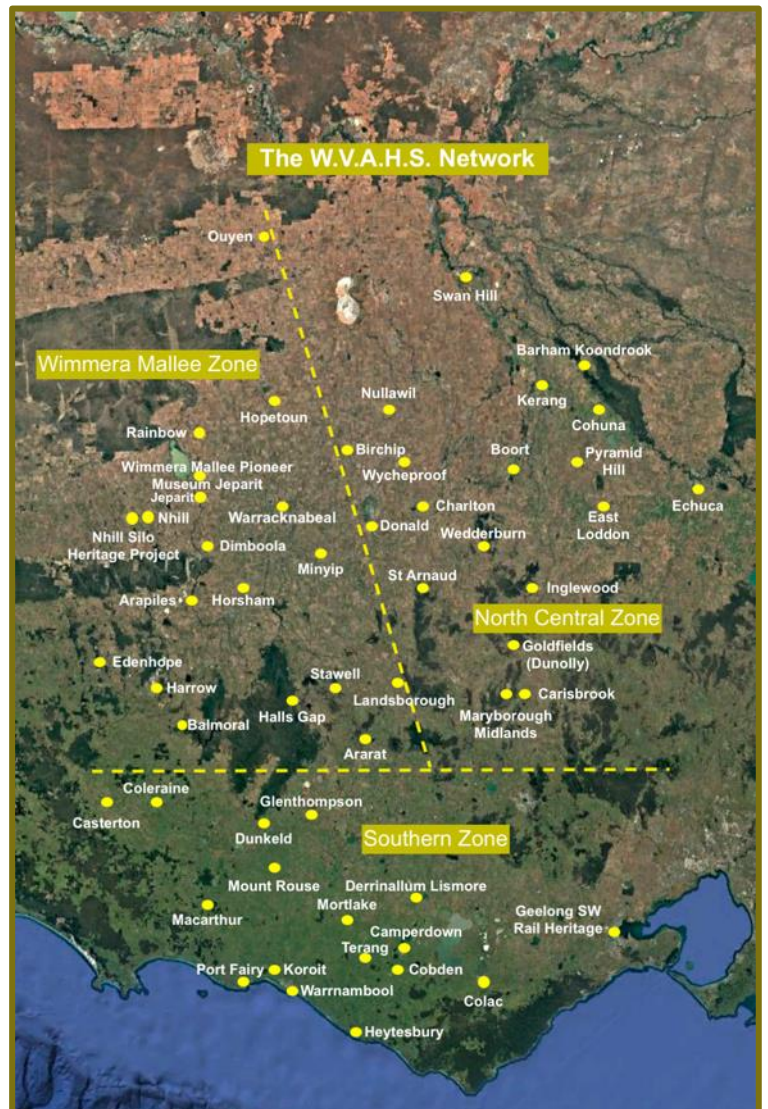 The W.V.A.H.S. Network
Ouyen
Swan Hill
Barham Koondrook
Wimmera Mallee Zone
Kerang
Nullawil
Hopetoun
Cohuna
Rainbow
Birchip
Boort
Pyramid
Hill
Wycheproof
Wimmera Mallee Pioneer
Museum Jeparit
Jeparit
Echuca
Nhill
Warracknabeal
Charlton
East
Loddon
Donald
Nhill Silo
Heritage Project
Wedderburn
Dimboola
Minyip
St Arnaud
Arapiles
Horsham
Inglewood
North Central Zone
Goldfields
(Dunolly)
Edenhope
Stawell
Harrow
Landsborough
Carisbrook
Halls Gap
Maryborough
Midlands
Balmoral
Ararat
Coleraine
Glenthompson
Casterton
Dunkeld
Southern Zone
Mount Rouse
Derrinallum Lismore
Macarthur
Mortlake
Geelong SW
Rail Heritage
Camperdown
Terang
Port Fairy
Koroit
Cobden
Warrnambool
Colac
Heytesbury